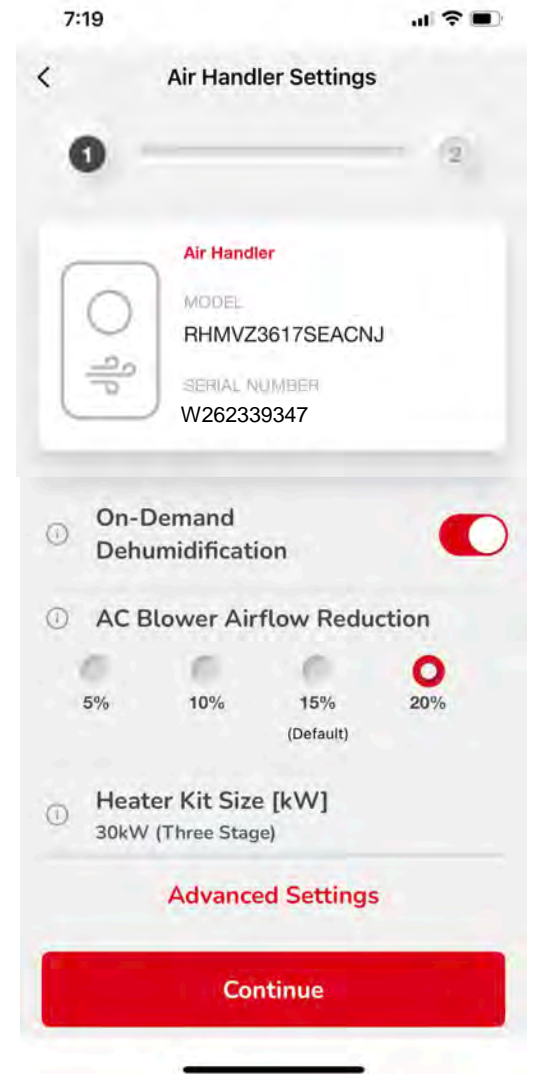 7:19
Air Handler Settings
1
2
Air Handler
MODEL
RHMVZ3617SEACNJ
SERIAL NUMBER
W262339347
On-Demand
Dehumidification
AC Blower Airflow Reduction
5% 10% 15% 20%
(Default)
Heater Kit Size [kW]
30kW (Three Stage)
Advanced Settings
Continue